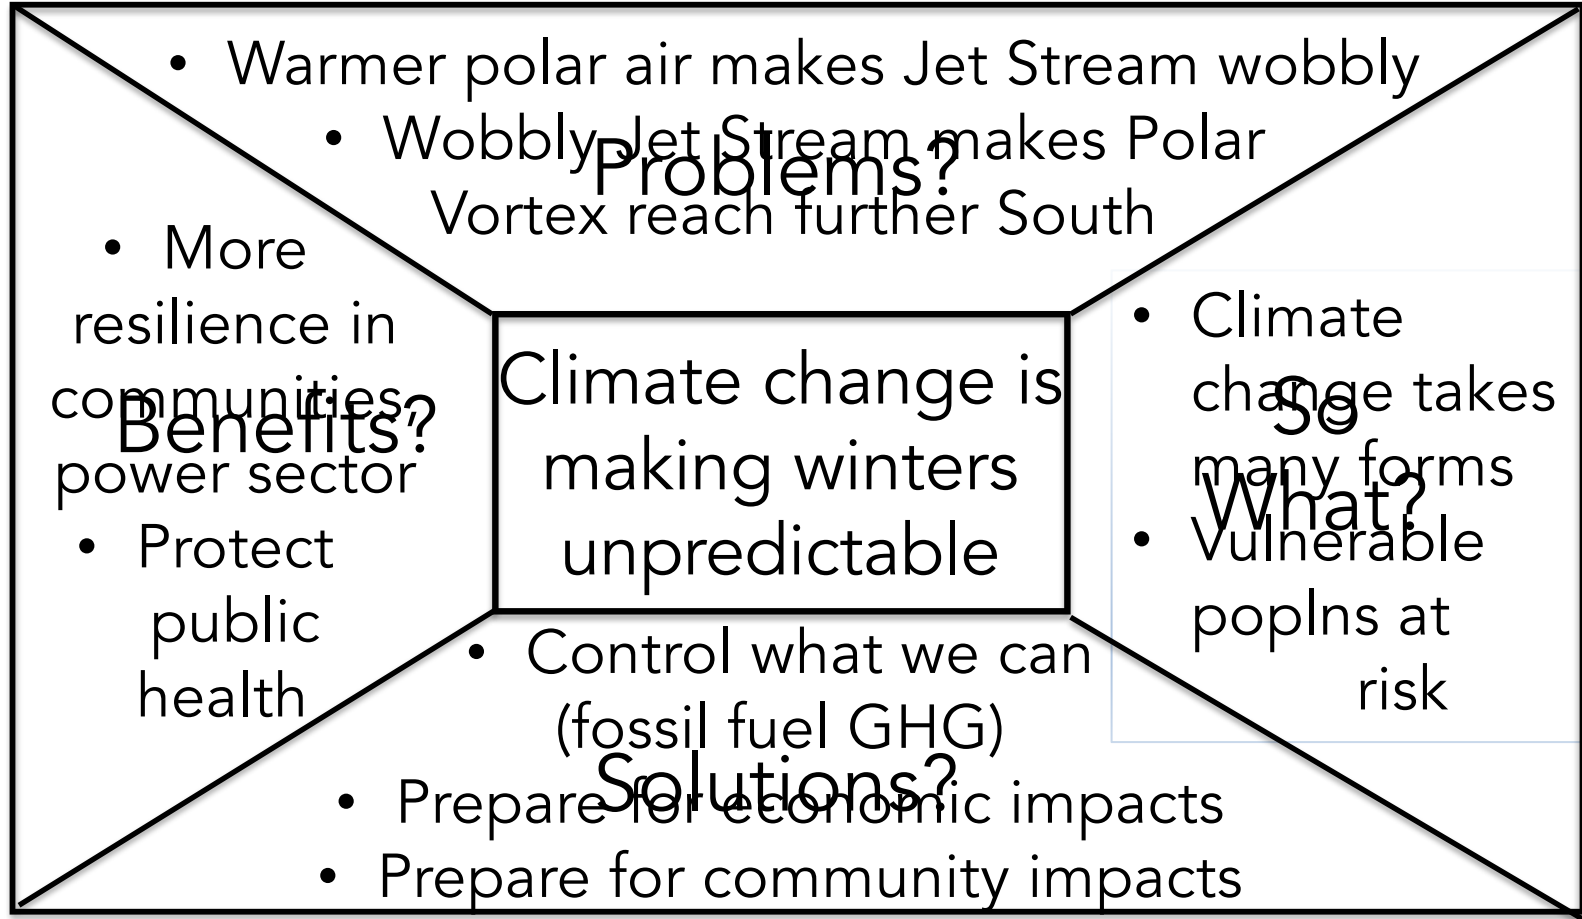 • Warmer polar air makes Jet Stream wobbly
• Wobbly Jet Stream makes Polar
Vortex reach further South
Problems?
• More
resilience in
communities,
power sector
• Protect
public
health
Benefits?
Climate change is
making winters
unpredictable
• Climate
change takes
many forms
• Vulnerable
poplns at
risk
So
What?
• Control what we can
(fossil fuel GHG)
• Prepare for economic impacts
• Prepare for community impacts
Solutions?